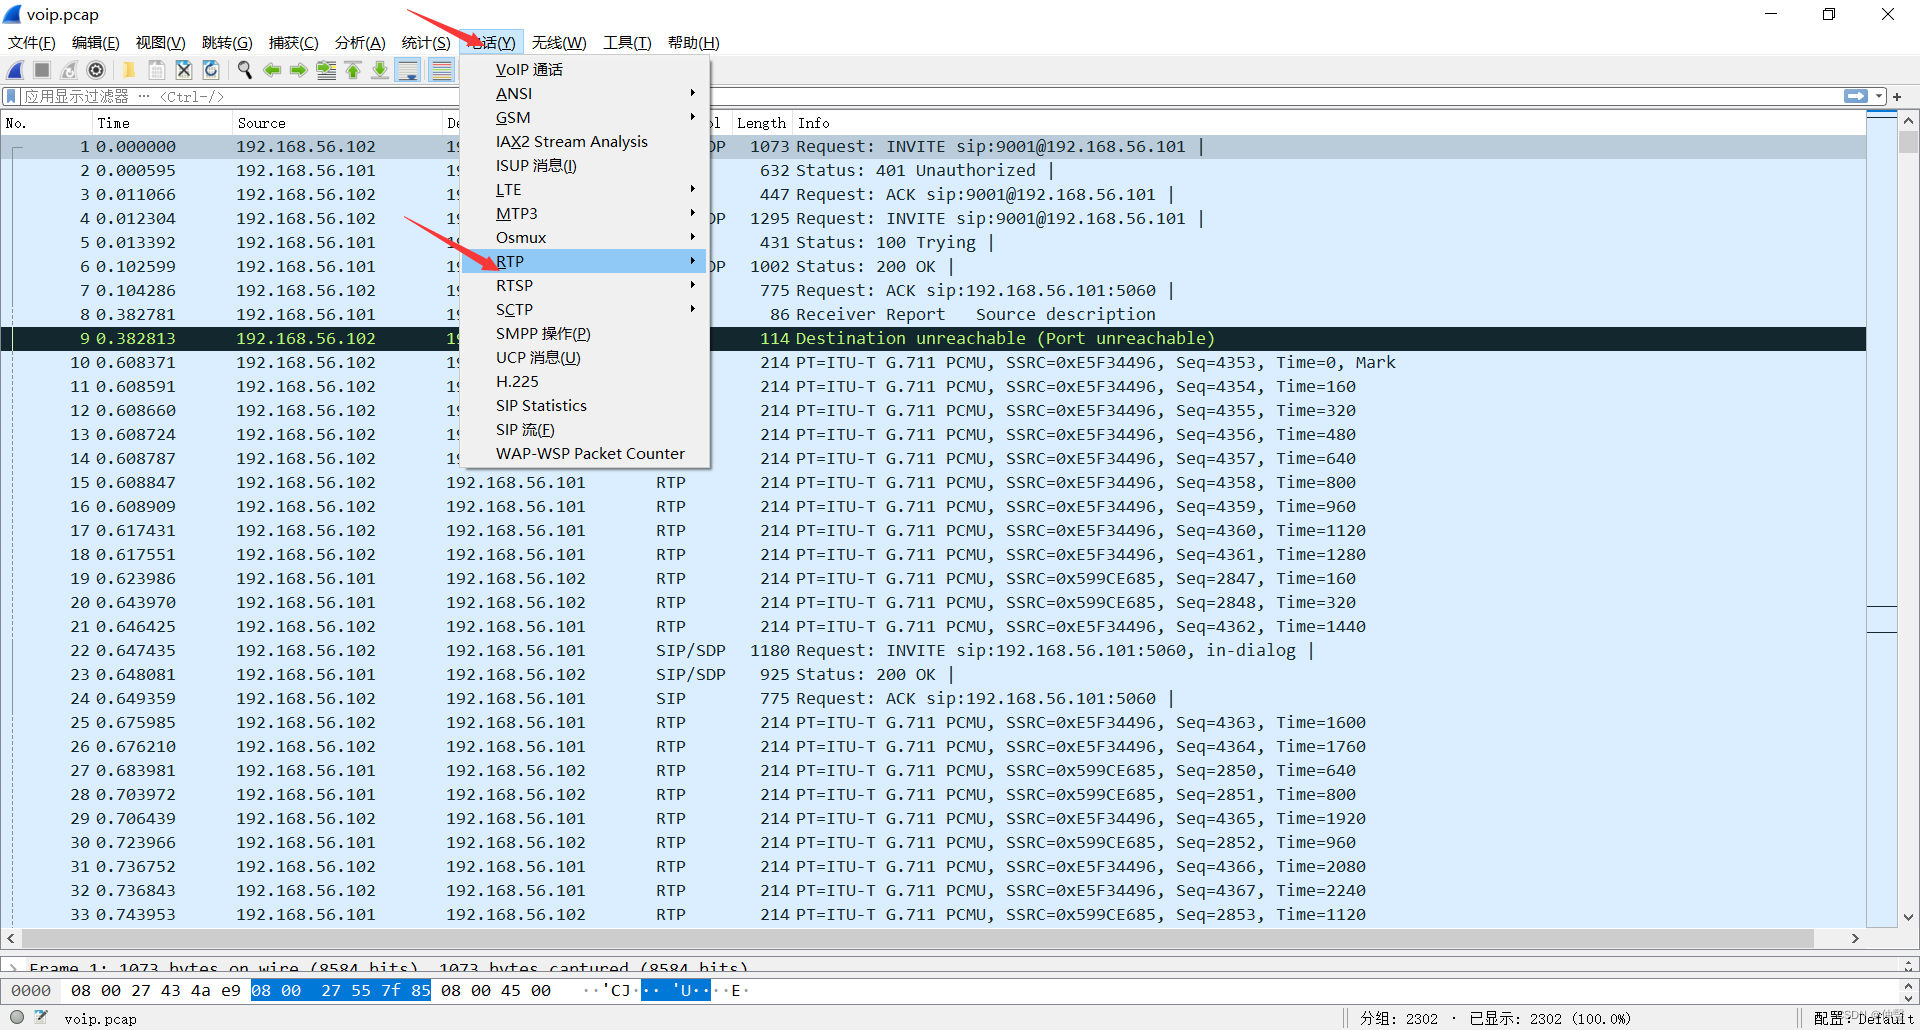 voip.pcap
文件(F) 编辑(E) 视图(V) 跳转(G) 捕获(C) 分析(A) 统计(S) 话(Y) 无线(W) 工具(T) 帮助(H)
应用显示过滤器 … <Ctrl-/>
VoIP 通话
ANSI
GSM
IAX2 Stream Analysis
ISUP 消息(I)
LTE
MTP3
Osmux
RTP
RTSP
SCTP
SMPP 操作(P)
UCP 消息(U)
H.225
SIP Statistics
SIP 流(F)
WAP-WSP Packet Counter
No. Time Source De ol Length Info
1 0.000000 192.168.56.102 19 DP 1073 Request: INVITE sip:9001@192.168.56.101 |
2 0.000595 192.168.56.101 19 632 Status: 401 Unauthorized |
3 0.011066 192.168.56.102 19 447 Request: ACK sip:9001@192.168.56.101 |
4 0.012304 192.168.56.102 19 DP 1295 Request: INVITE sip:9001@192.168.56.101 |
5 0.013392 192.168.56.101 19 431 Status: 100 Trying |
6 0.102599 192.168.56.101 19 DP 1002 Status: 200 OK |
7 0.104286 192.168.56.102 19 775 Request: ACK sip:192.168.56.101:5060 |
8 0.382781 192.168.56.101 19 86 Receiver Report Source description
9 0.382813 192.168.56.102 19 114 Destination unreachable (Port unreachable)
10 0.608371 192.168.56.102 19 214 PT=ITU-T G.711 PCMU, SSRC=0xE5F34496, Seq=4353, Time=0, Mark
11 0.608591 192.168.56.102 19 214 PT=ITU-T G.711 PCMU, SSRC=0xE5F34496, Seq=4354, Time=160
12 0.608660 192.168.56.102 19 214 PT=ITU-T G.711 PCMU, SSRC=0xE5F34496, Seq=4355, Time=320
13 0.608724 192.168.56.102 19 214 PT=ITU-T G.711 PCMU, SSRC=0xE5F34496, Seq=4356, Time=480
14 0.608787 192.168.56.102 19 214 PT=ITU-T G.711 PCMU, SSRC=0xE5F34496, Seq=4357, Time=640
15 0.608847 192.168.56.102 192.168.56.101 RTP 214 PT=ITU-T G.711 PCMU, SSRC=0xE5F34496, Seq=4358, Time=800
16 0.608909 192.168.56.102 192.168.56.101 RTP 214 PT=ITU-T G.711 PCMU, SSRC=0xE5F34496, Seq=4359, Time=960
17 0.617431 192.168.56.102 192.168.56.101 RTP 214 PT=ITU-T G.711 PCMU, SSRC=0xE5F34496, Seq=4360, Time=1120
18 0.617551 192.168.56.102 192.168.56.101 RTP 214 PT=ITU-T G.711 PCMU, SSRC=0xE5F34496, Seq=4361, Time=1280
19 0.623986 192.168.56.101 192.168.56.102 RTP 214 PT=ITU-T G.711 PCMU, SSRC=0x599CE685, Seq=2847, Time=160
20 0.643970 192.168.56.101 192.168.56.102 RTP 214 PT=ITU-T G.711 PCMU, SSRC=0x599CE685, Seq=2848, Time=320
21 0.646425 192.168.56.102 192.168.56.101 RTP 214 PT=ITU-T G.711 PCMU, SSRC=0xE5F34496, Seq=4362, Time=1440
22 0.647435 192.168.56.102 192.168.56.101 SIP/SDP 1180 Request: INVITE sip:192.168.56.101:5060, in-dialog |
23 0.648081 192.168.56.101 192.168.56.102 SIP/SDP 925 Status: 200 OK |
24 0.649359 192.168.56.102 192.168.56.101 SIP 775 Request: ACK sip:192.168.56.101:5060 |
25 0.675985 192.168.56.102 192.168.56.101 RTP 214 PT=ITU-T G.711 PCMU, SSRC=0xE5F34496, Seq=4363, Time=1600
26 0.676210 192.168.56.102 192.168.56.101 RTP 214 PT=ITU-T G.711 PCMU, SSRC=0xE5F34496, Seq=4364, Time=1760
27 0.683981 192.168.56.101 192.168.56.102 RTP 214 PT=ITU-T G.711 PCMU, SSRC=0x599CE685, Seq=2850, Time=640
28 0.703972 192.168.56.101 192.168.56.102 RTP 214 PT=ITU-T G.711 PCMU, SSRC=0x599CE685, Seq=2851, Time=800
29 0.706439 192.168.56.102 192.168.56.101 RTP 214 PT=ITU-T G.711 PCMU, SSRC=0xE5F34496, Seq=4365, Time=1920
30 0.723966 192.168.56.101 192.168.56.102 RTP 214 PT=ITU-T G.711 PCMU, SSRC=0x599CE685, Seq=2852, Time=960
31 0.736752 192.168.56.102 192.168.56.101 RTP 214 PT=ITU-T G.711 PCMU, SSRC=0xE5F34496, Seq=4366, Time=2080
32 0.736843 192.168.56.102 192.168.56.101 RTP 214 PT=ITU-T G.711 PCMU, SSRC=0xE5F34496, Seq=4367, Time=2240
33 0.743953 192.168.56.101 192.168.56.102 RTP 214 PT=ITU-T G.711 PCMU, SSRC=0x599CE685, Seq=2853, Time=1120
Frame 1: 1073 bytes on wire (8584 bits), 1073 bytes captured (8584 bits)
0000 08 00 27 43 4a e9 08 00 27 55 7f 85 08 00 45 00 ··'CJ··· 'U····E·
voip.pcap 分组: 2302 · 已显示: 2302 (100.0%) 配置: Default